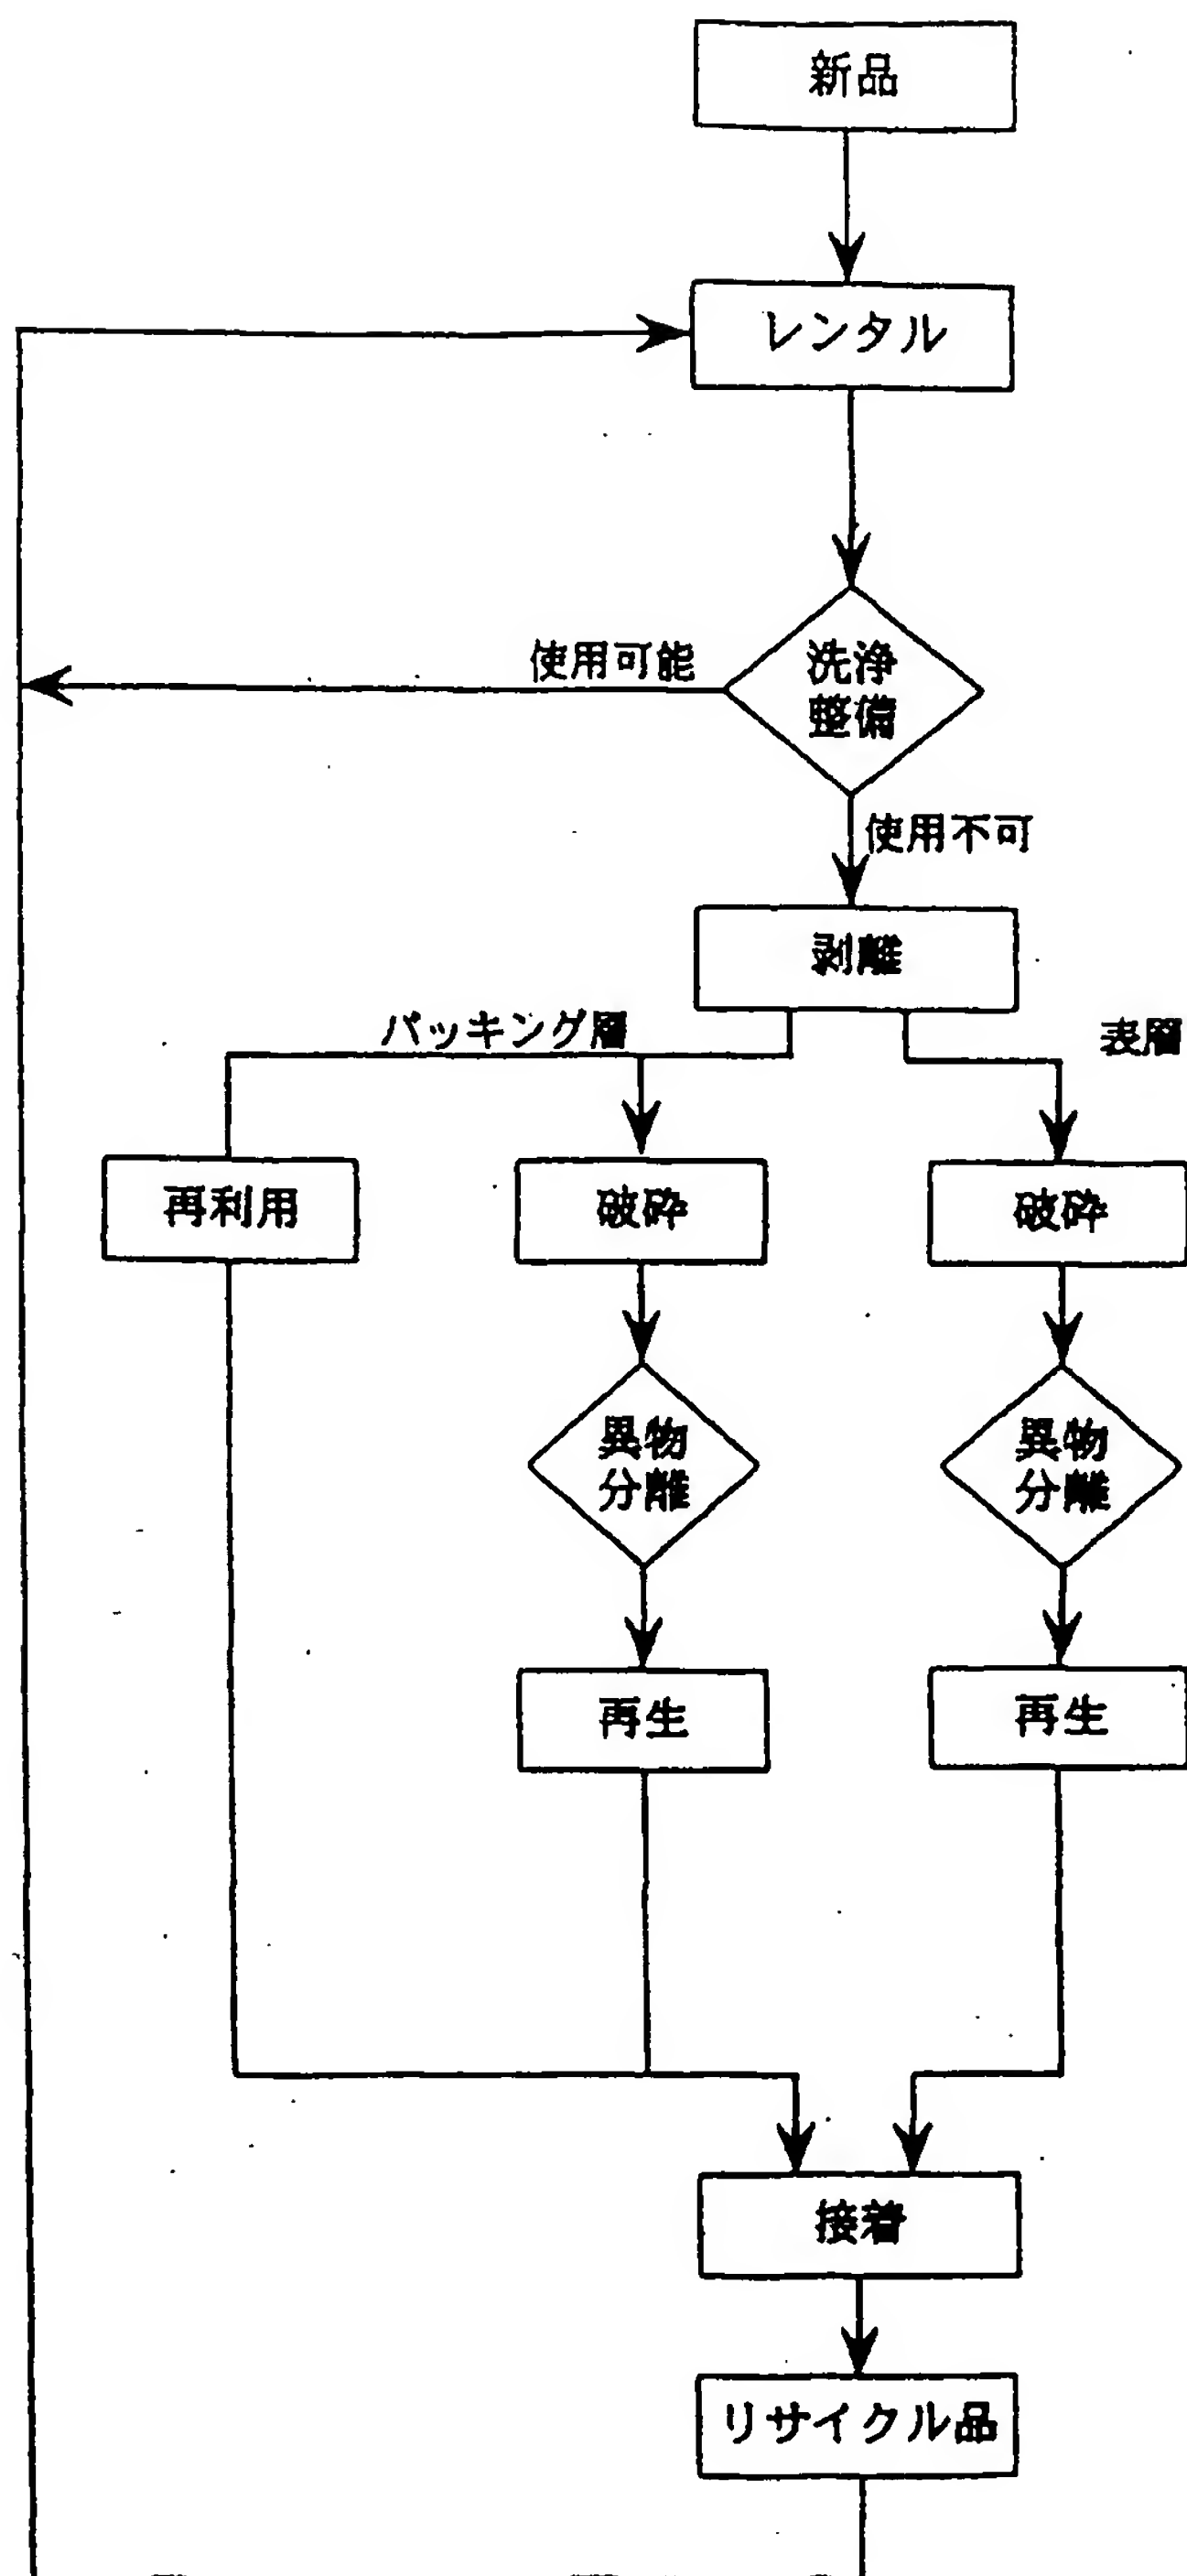 新品
レンタル
使用可能
洗浄
整備
使用不可
剥離
バッキング層
表層
再利用
破砕
破砕
異物
分離
異物
分離
再生
再生
接着
リサイクル品